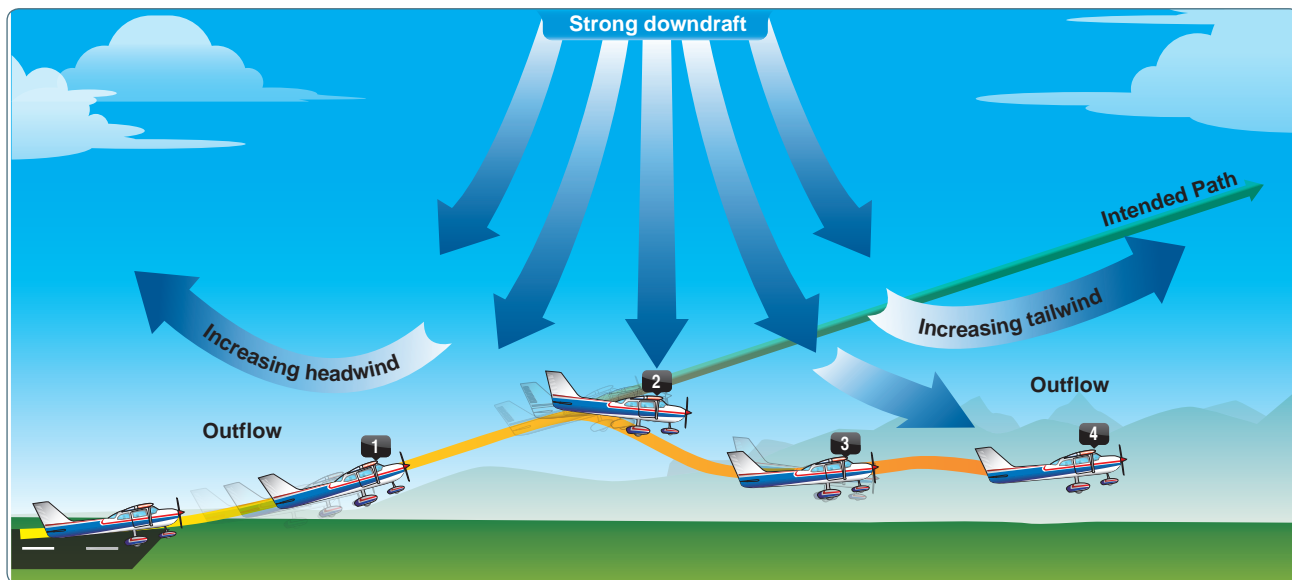 Strong downdraft
Intended Path
Increasing headwind
Increasing tailwind
Outflow
Outflow
1
2
3
4